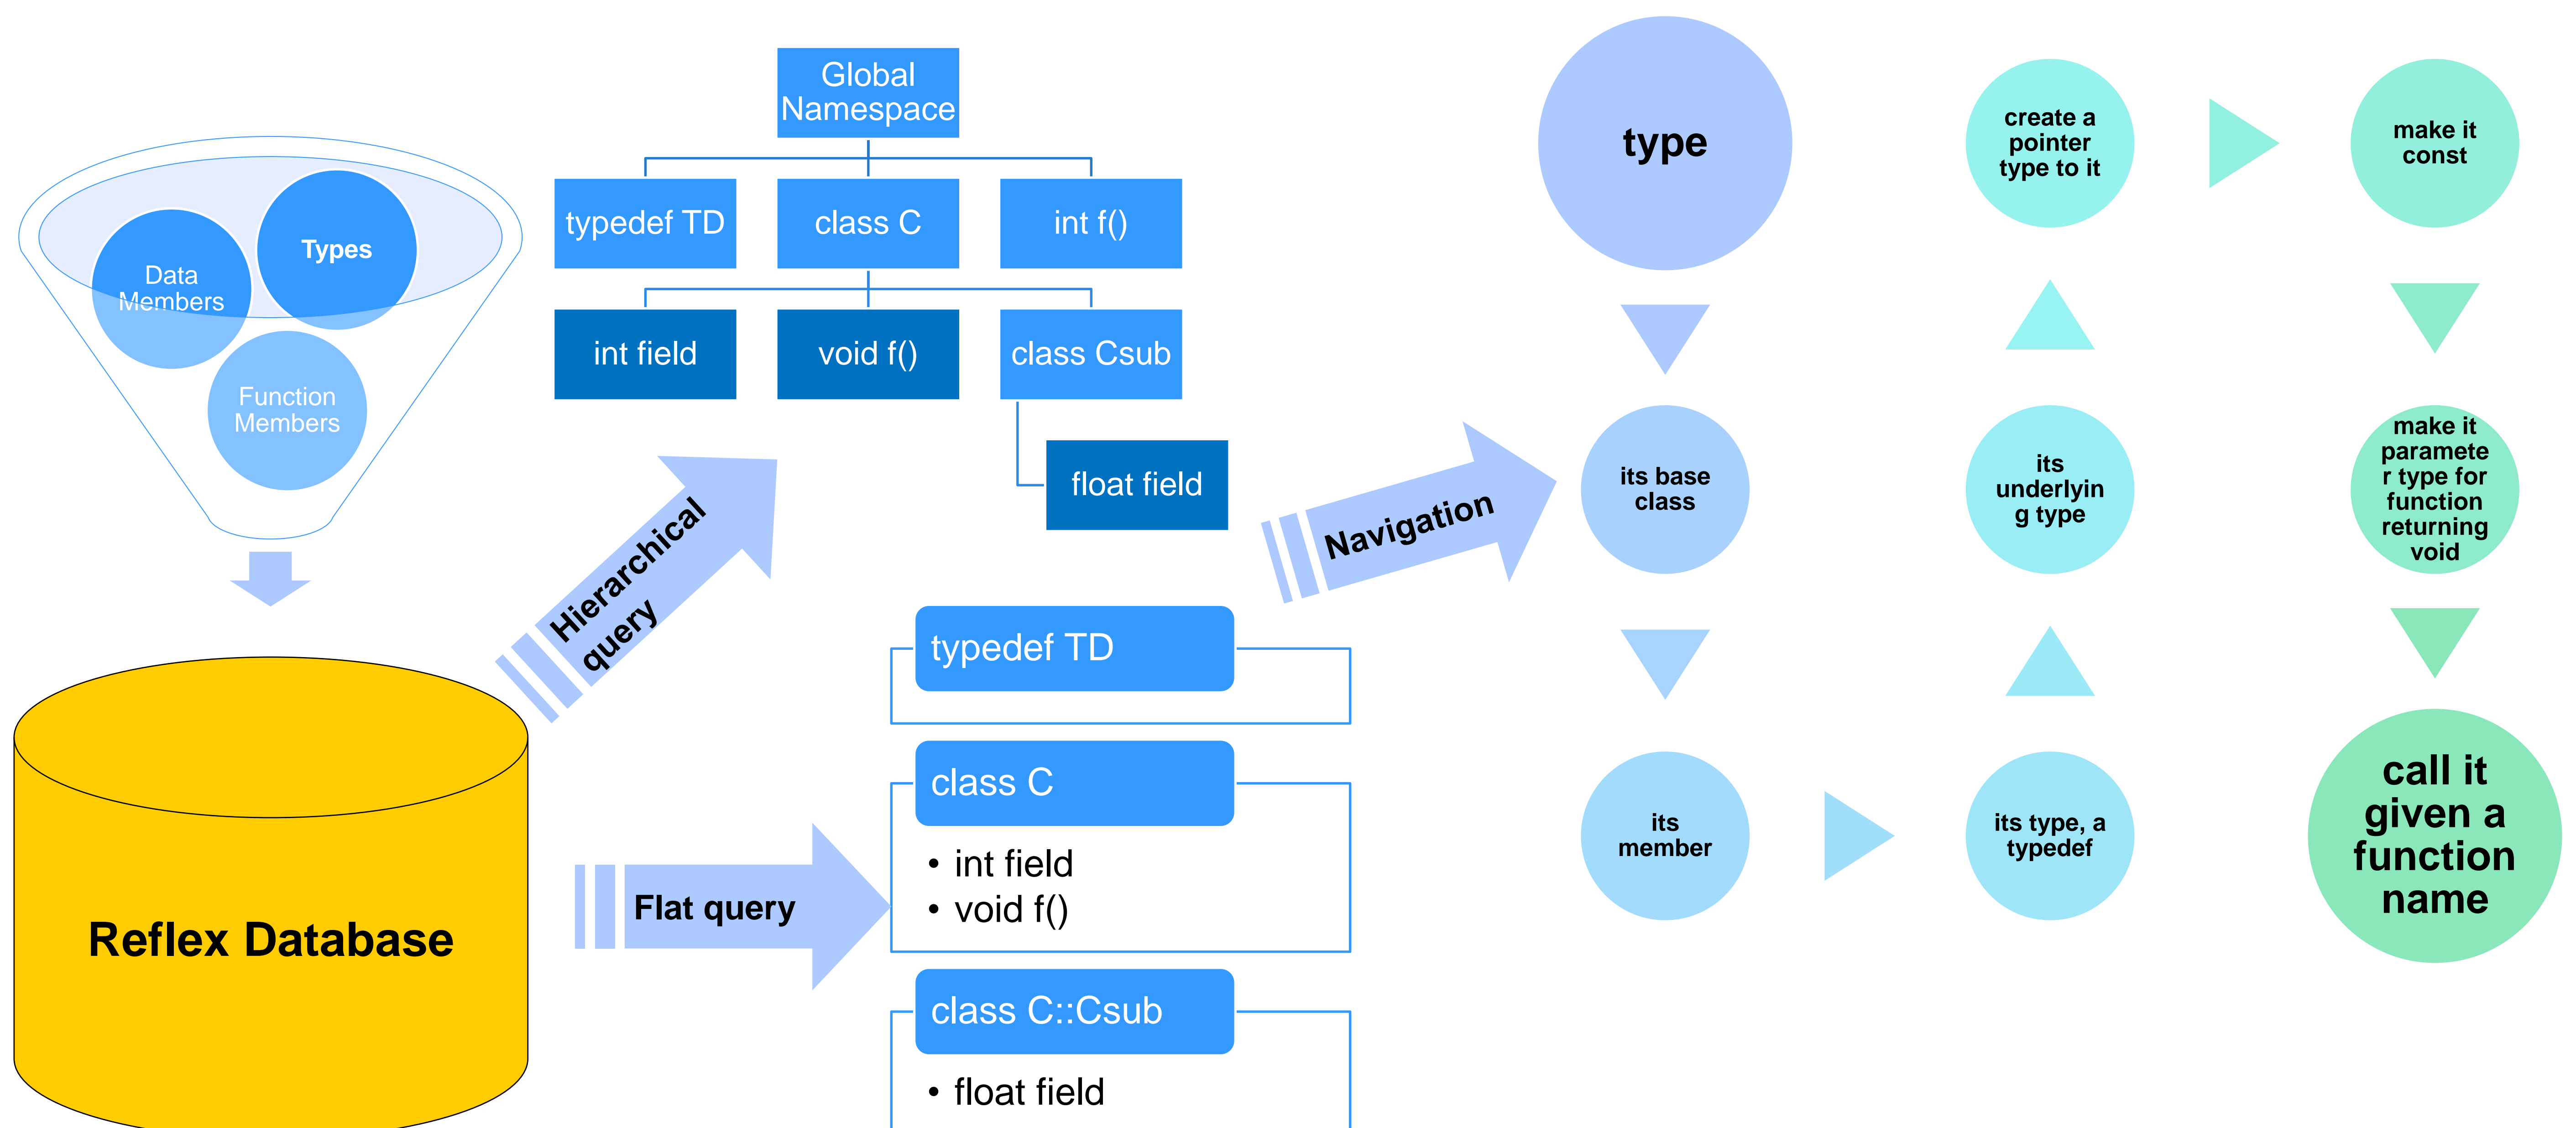 Data
Members
Types
Function
Members
Reflex Database
Hierarchical
query
Flat query
Global
Namespace
typedef TD
class C
int f()
int field
void f()
class Csub
float field
typedef TD
class C
• int field
• void f()
class C::Csub
• float field
Navigation
type
its base
class
its
member
its type, a
typedef
its
underlyin
g type
create a
pointer
type to it
make it
const
make it
paramete
r type for
function
returning
void
call it
given a
function
name